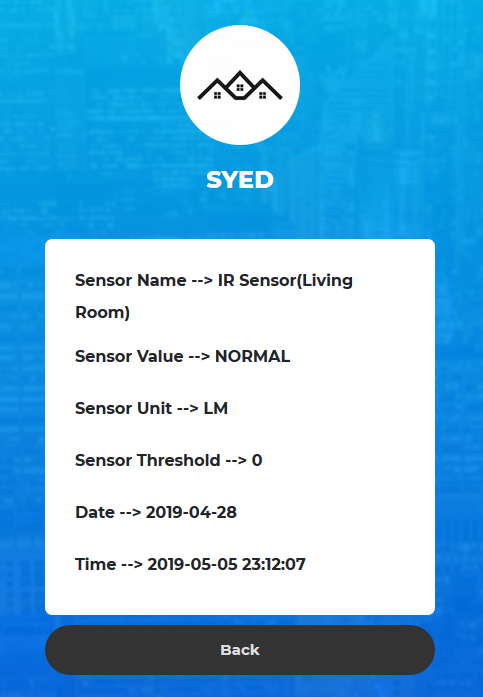 SYED
Sensor Name --> IR Sensor(Living
Room)
Sensor Value --> NORMAL
Sensor Unit --> LM
Sensor Threshold --> 0
Date --> 2019-04-28
Time --> 2019-05-05 23:12:07
Back